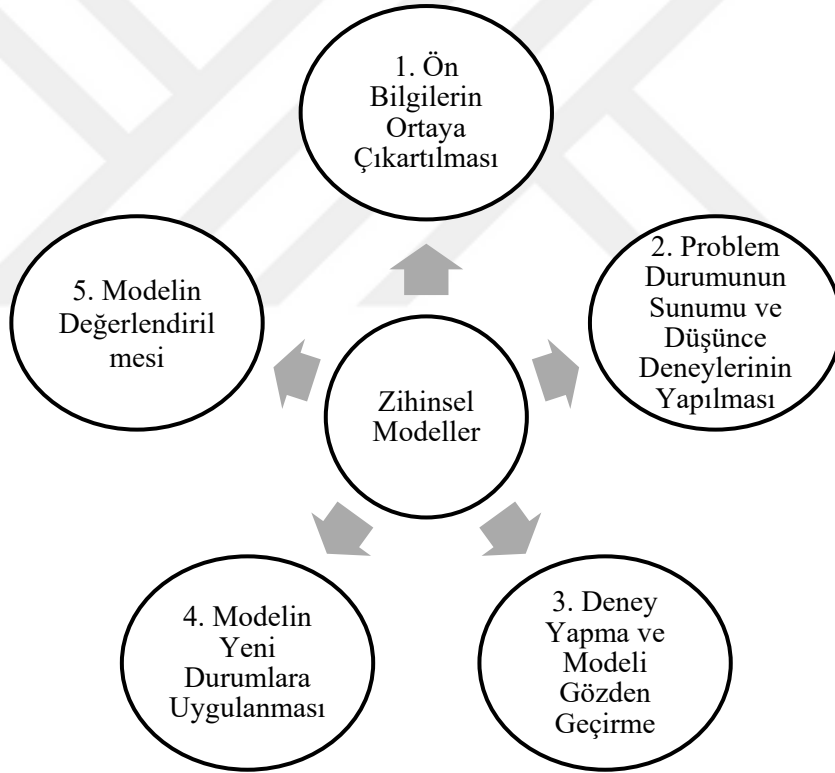 1. Ön
Bilgilerin
Ortaya
Çıkartılması
2. Problem
Durumunun
Sunumu ve
Düşünce
Deneylerinin
Yapılması
3. Deney
Yapma ve
Modeli
Gözden
Geçirme
4. Modelin
Yeni
Durumlara
Uygulanması
5. Modelin
Değerlendiril
mesi
Zihinsel
Modeller